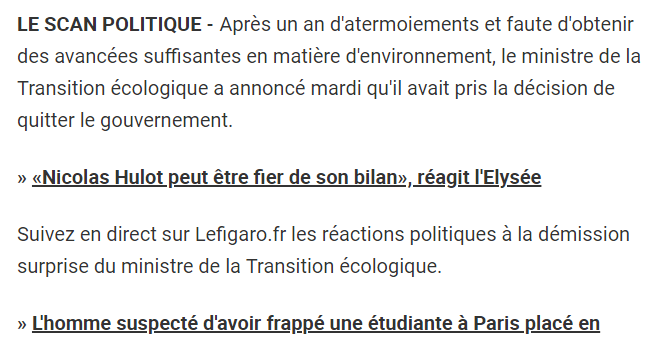 LE SCAN POLITIQUE - Après un an d'atermoiements et faute d'obtenir
des avancées suffisantes en matière d'environnement, le ministre de la
Transition écologique a annoncé mardi qu'il avait pris la décision de
quitter le gouvernement.
» «Nicolas Hulot peut être fier de son bilan», réagit l'Elysée
Suivez en direct sur Lefigaro.fr les réactions politiques à la démission
surprise du ministre de la Transition écologique.
» L'homme suspecté d'avoir frappé une étudiante à Paris placé en